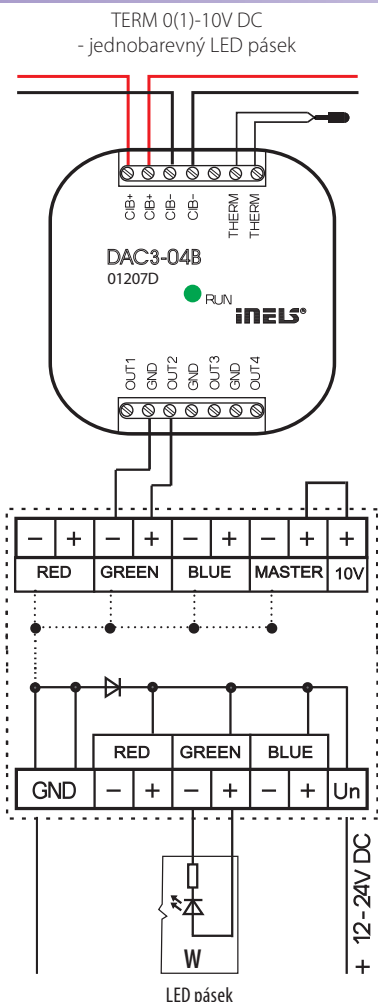 TERM 0(1)-10V DC
- jednobarevný LED pásek
CIB+ CIB+ CIB- CIB- THERM THERM
DAC3-04B
01207D
RUN
iNELS®
OUT1 GND OUT2 GND OUT3 GND OUT4
- + - + - + - + +
RED GREEN BLUE MASTER 10V
RED GREEN BLUE
GND - + - + - + Un
+ 12-24V DC
W
LED pásek